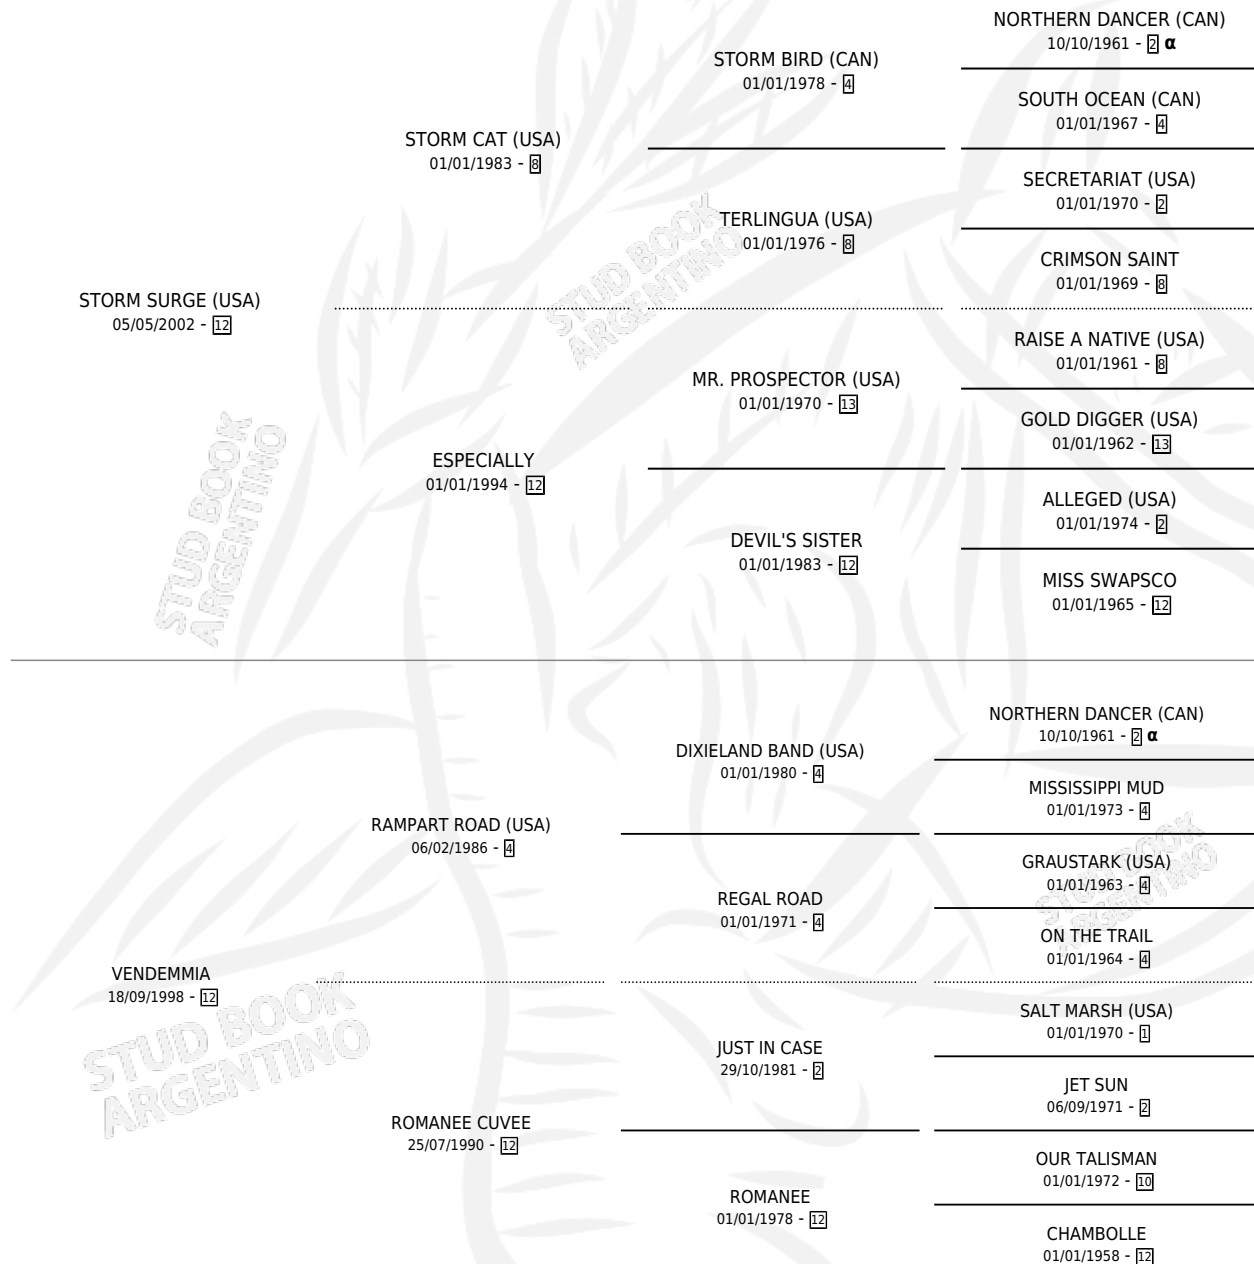 NORTHERN DANCER (CAN)
10/10/1961 - 2 α
STORM BIRD (CAN)
01/01/1978 - 4
SOUTH OCEAN (CAN)
01/01/1967 - 4
STORM CAT (USA)
01/01/1983 - 8
SECRETARIAT (USA)
01/01/1970 - 2
TERLINGUA (USA)
01/01/1976 - 8
CRIMSON SAINT
01/01/1969 - 8
STORM SURGE (USA)
05/05/2002 - 12
RAISE A NATIVE (USA)
01/01/1961 - 8
MR. PROSPECTOR (USA)
01/01/1970 - 13
GOLD DIGGER (USA)
01/01/1962 - 13
ESPECIALLY
01/01/1994 - 12
ALLEGED (USA)
01/01/1974 - 2
DEVIL'S SISTER
01/01/1983 - 12
MISS SWAPSCO
01/01/1965 - 12
NORTHERN DANCER (CAN)
10/10/1961 - 2 α
DIXIELAND BAND (USA)
01/01/1980 - 4
MISSISSIPPI MUD
01/01/1973 - 4
RAMPART ROAD (USA)
06/02/1986 - 4
GRAUSTARK (USA)
01/01/1963 - 4
REGAL ROAD
01/01/1971 - 4
ON THE TRAIL
01/01/1964 - 4
VENDEMMIA
18/09/1998 - 12
SALT MARSH (USA)
01/01/1970 - 1
JUST IN CASE
29/10/1981 - 2
JET SUN
06/09/1971 - 2
ROMANEE CUVEE
25/07/1990 - 12
OUR TALISMAN
01/01/1972 - 10
ROMANEE
01/01/1978 - 12
CHAMBOLLE
01/01/1958 - 12
STUD BOOK
ARGENTINO
STUD BOOK
ARGENTINO
STUD BOOK
ARGENTINO
STUD BOOK
ARGENTINO